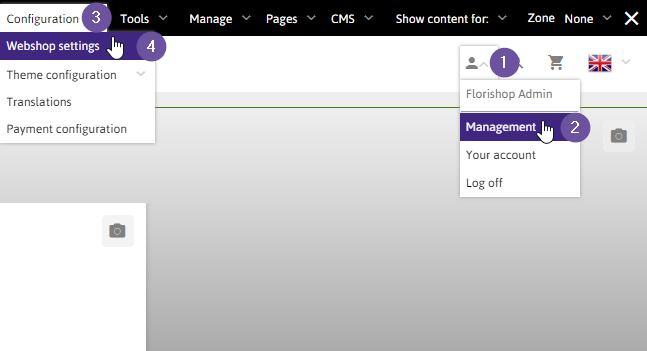 Configuration 3 Tools Manage Pages CMS Show content for: Zone None
Webshop settings 4
Theme configuration
Translations
Payment configuration
1
Florishop Admin
Management 2
Your account
Log off